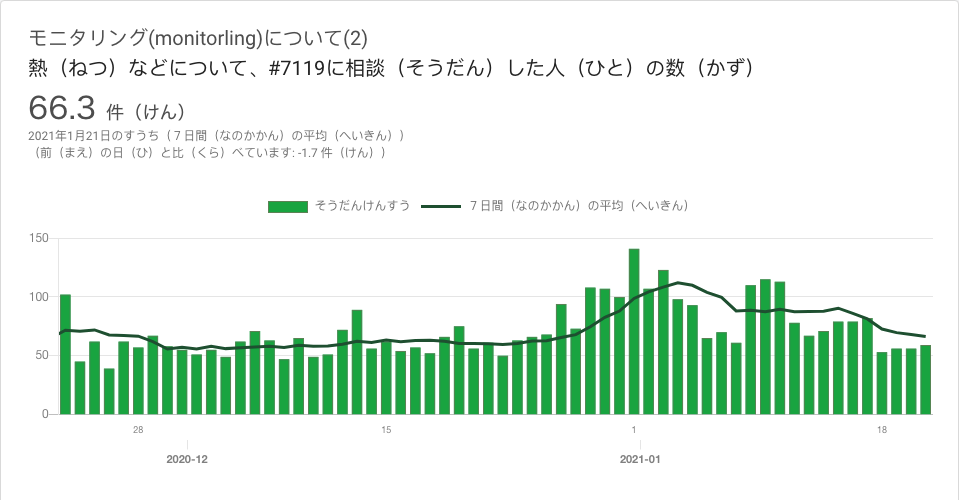 モニタリング(monitorling)について(2)
熱（ねつ）などについて、#7119に相談（そうだん）した人（ひと）の数（かず）
66.3 件（けん）
2021年1月21日のすうち（７日間（なのかかん）の平均（へいきん））
（前（まえ）の日（ひ）と比（くら）べています: -1.7 件（けん））
そうだんけんすう ７日間（なのかかん）の平均（へいきん）
150
100
50
0
28 15 1 18
2020-12 2021-01